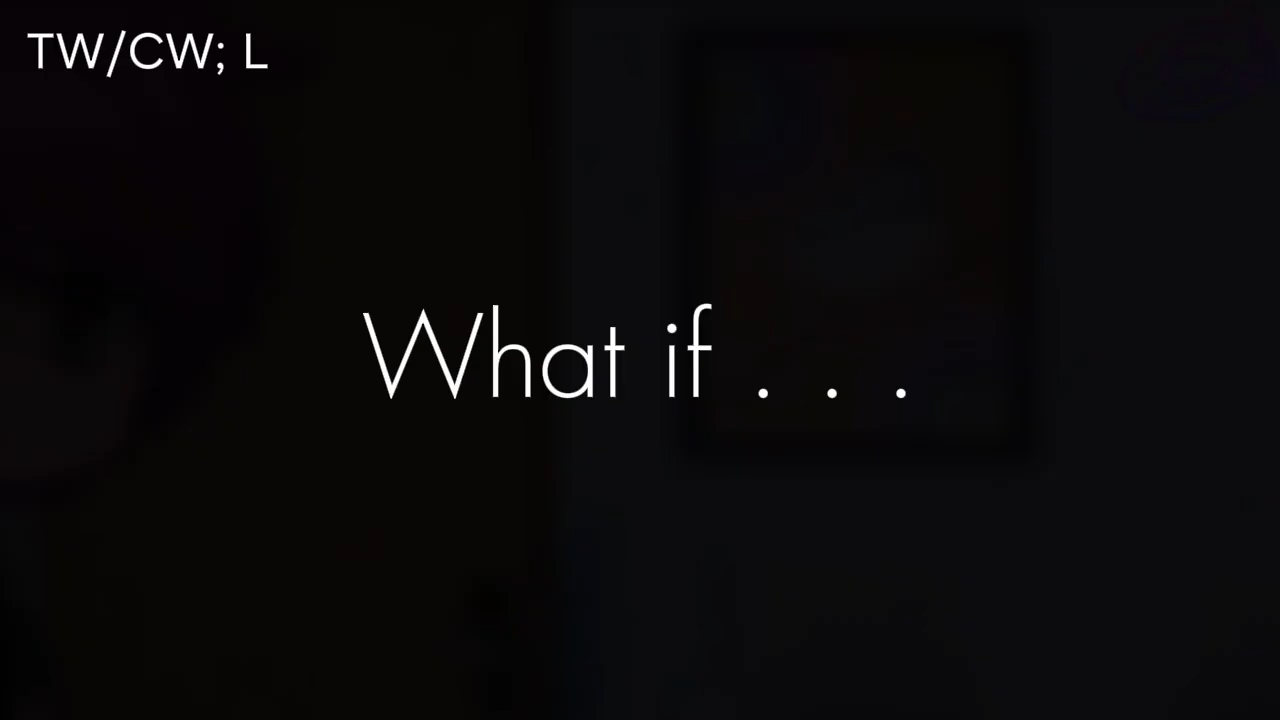 TW/CW; L
What if . . .